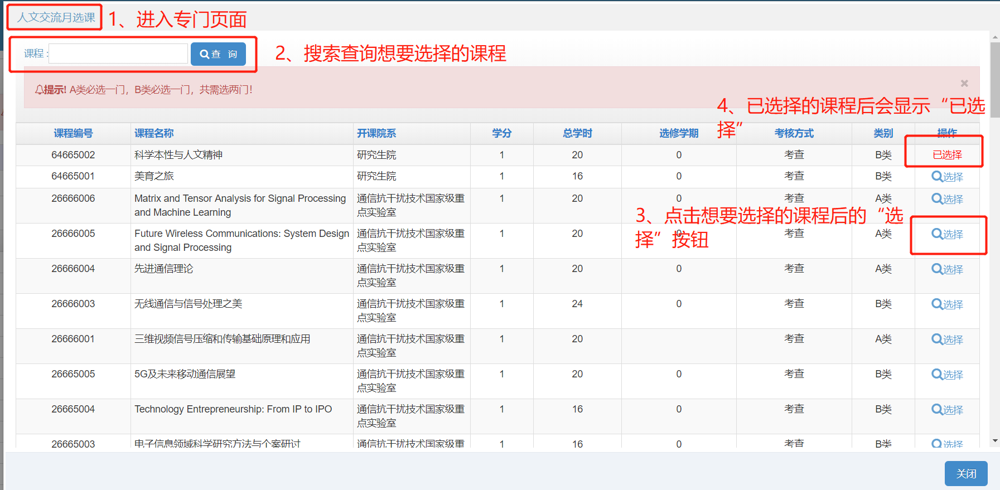 人文交流月选课
1、进入专门页面
课程：
查 询
2、搜索查询想要选择的课程
提示! A类必选一门，B类必选一门，共需选两门！
×
4、已选择的课程后会显示“已选
择”
课程编号 课程名称 开课院系 学分 总学时 选修学期 考核方式 类别 操作
64665002 科学本性与人文精神 研究生院 1 20 0 考查 B类 已选择
64665001 美育之旅 研究生院 1 16 0 考查 B类 选择
26666006 Matrix and Tensor Analysis for Signal Processing 通信抗干扰技术国家级重 1 20 0 考查 A类 选择
and Machine Learning 点实验室
3、点击想要选择的课程后的“选
择”按钮
26666005 Future Wireless Communications: System Design 通信抗干扰技术国家级重 1 20 0 考查 A类 选择
and Signal Processing 点实验室
26666004 先进通信理论 通信抗干扰技术国家级重 1 20 0 考查 A类 选择
点实验室
26666003 无线通信与信号处理之美 通信抗干扰技术国家级重 1 24 0 考查 B类 选择
点实验室
26666001 三维视频信号压缩和传输基础原理和应用 通信抗干扰技术国家级重 1 20 考查 A类 选择
点实验室
26665005 5G及未来移动通信展望 通信抗干扰技术国家级重 1 20 0 考查 B类 选择
点实验室
26665004 Technology Entrepreneurship: From IP to IPO 通信抗干扰技术国家级重 1 16 0 考查 B类 选择
点实验室
26665003 电子信息领域科学研究方法与个案研讨 通信抗干扰技术国家级重 1 16 0 考查 B类 选择
关闭